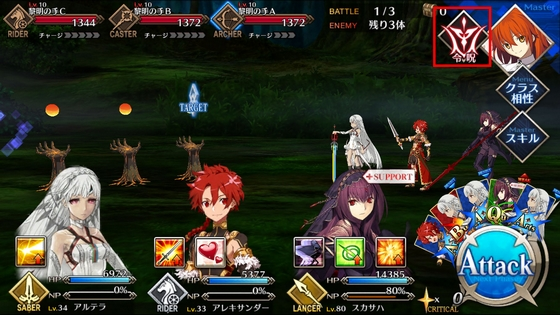 Lv.10
黎明の手C
RIDER
1344
チャージ
Lv.10
黎明の手B
CASTER
1372
チャージ
Lv.10
黎明の手A
ARCHER
1372
チャージ
BATTLE 1/3
ENEMY 残り3体
令呪
Master
Menu
クラス
相性
Master
スキル
TARGET
+SUPPORT
HP
NP 0%
SABER
Lv.34 アルテラ
HP 5377
NP 0%
RIDER
Lv.33 アレキサンダー
HP 14385
NP 80%
LANCER
Lv.80 スカサハ
Attack
x 0
CRITICAL